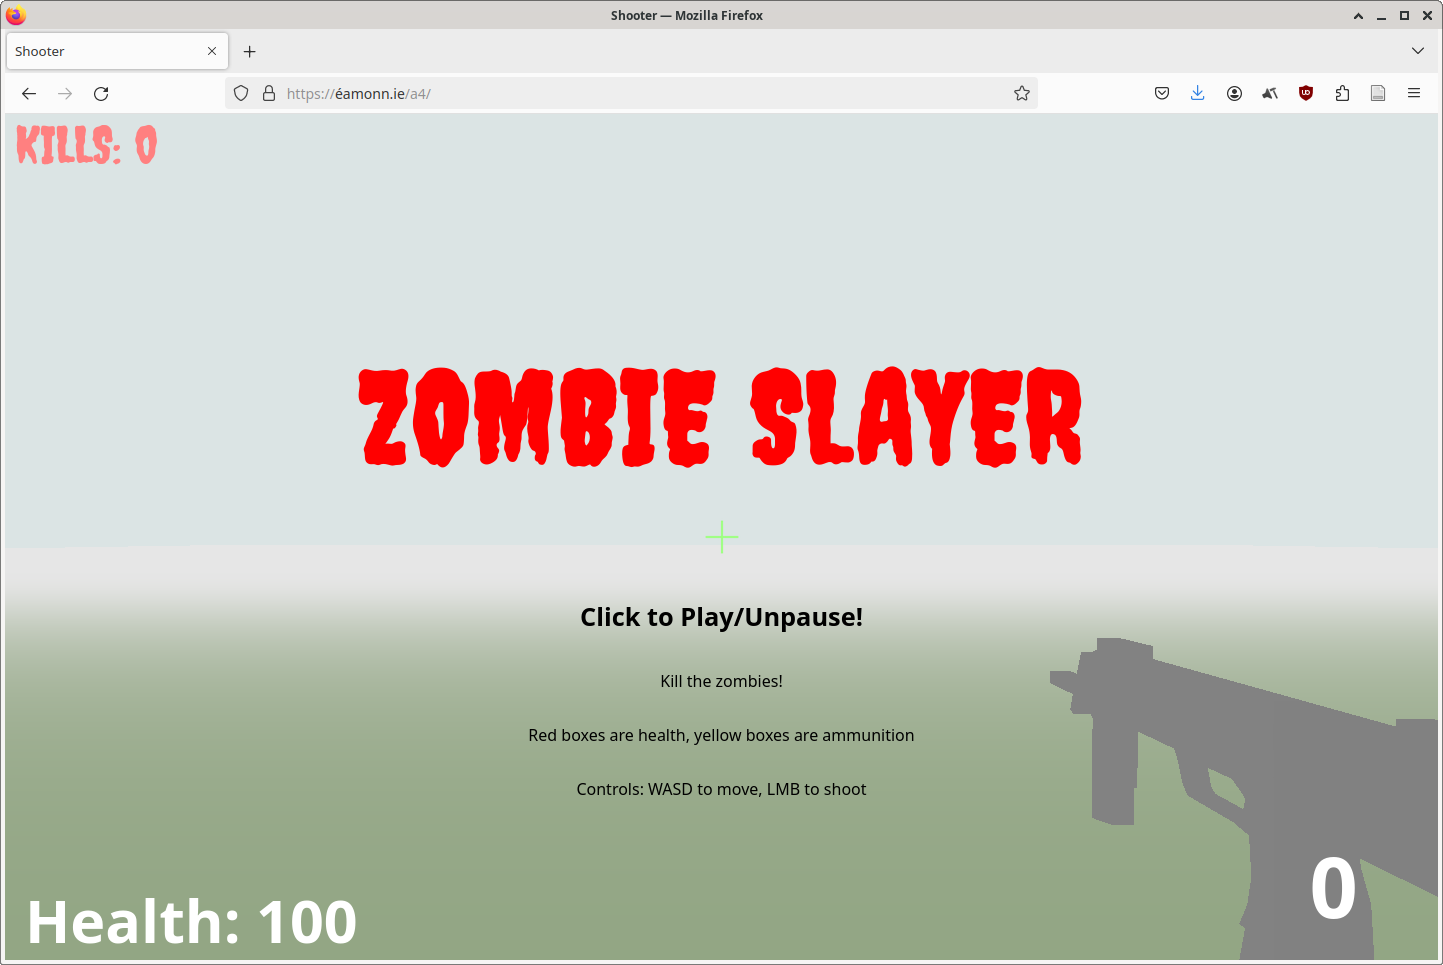 Shooter — Mozilla Firefox
Shooter
https://éamonn.ie/a4/
KILLS: 0
ZOMBIE SLAYER
Click to Play/Unpause!
Kill the zombies!
Red boxes are health, yellow boxes are ammunition
Controls: WASD to move, LMB to shoot
Health: 100
0